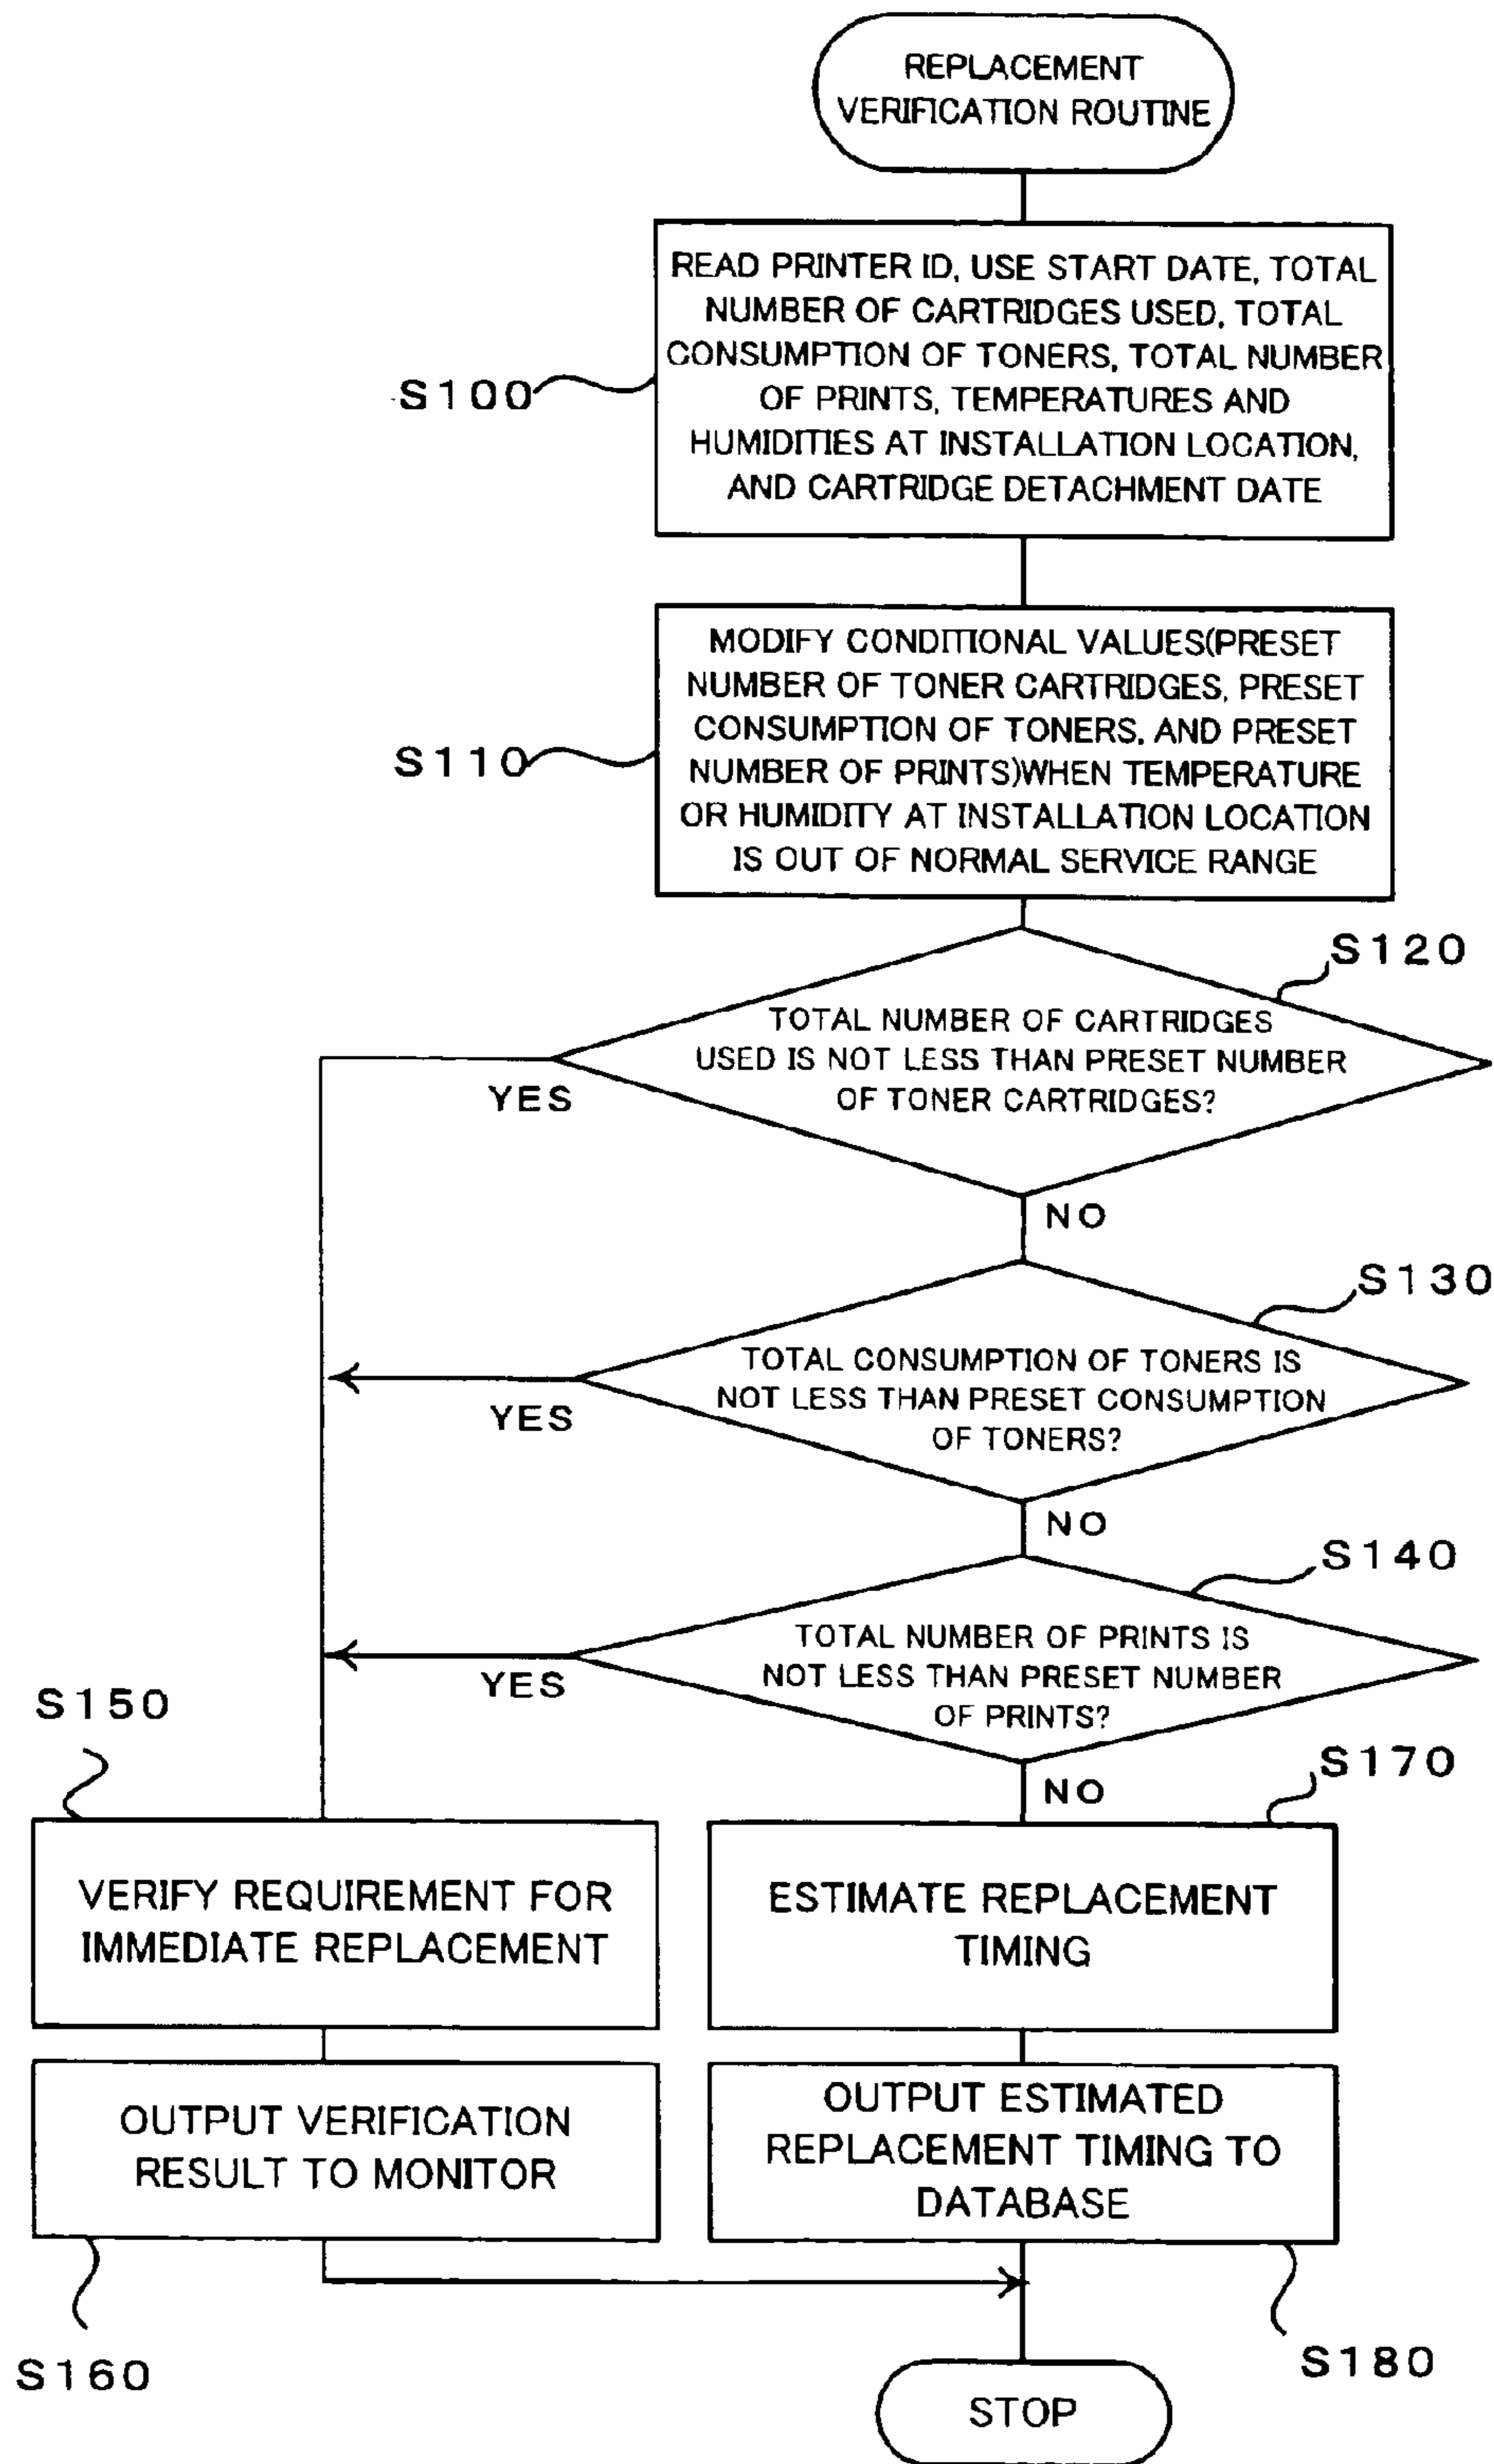 REPLACEMENT
VERIFICATION ROUTINE
READ PRINTER ID, USE START DATE, TOTAL
NUMBER OF CARTRIDGES USED, TOTAL
CONSUMPTION OF TONERS, TOTAL NUMBER
OF PRINTS, TEMPERATURES AND
HUMIDITIES AT INSTALLATION LOCATION,
AND CARTRIDGE DETACHMENT DATE
S100
MODIFY CONDITIONAL VALUES(PRESET
NUMBER OF TONER CARTRIDGES, PRESET
CONSUMPTION OF TONERS, AND PRESET
NUMBER OF PRINTS)WHEN TEMPERATURE
OR HUMIDITY AT INSTALLATION LOCATION
IS OUT OF NORMAL SERVICE RANGE
S110
S120
TOTAL NUMBER OF CARTRIDGES
USED IS NOT LESS THAN PRESET NUMBER
OF TONER CARTRIDGES?
YES
NO
S130
TOTAL CONSUMPTION OF TONERS IS
NOT LESS THAN PRESET CONSUMPTION
OF TONERS?
YES
NO
S140
TOTAL NUMBER OF PRINTS IS
NOT LESS THAN PRESET NUMBER
OF PRINTS?
YES
NO
S150
VERIFY REQUIREMENT FOR
IMMEDIATE REPLACEMENT
S170
ESTIMATE REPLACEMENT
TIMING
OUTPUT VERIFICATION
RESULT TO MONITOR
S160
OUTPUT ESTIMATED
REPLACEMENT TIMING TO
DATABASE
S180
STOP